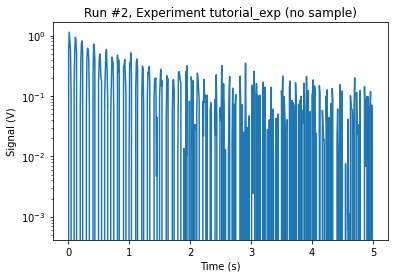 Run #2, Experiment tutorial_exp (no sample)
Signal (V)
10⁰
10⁻¹
10⁻²
10⁻³
0 1 2 3 4 5
Time (s)